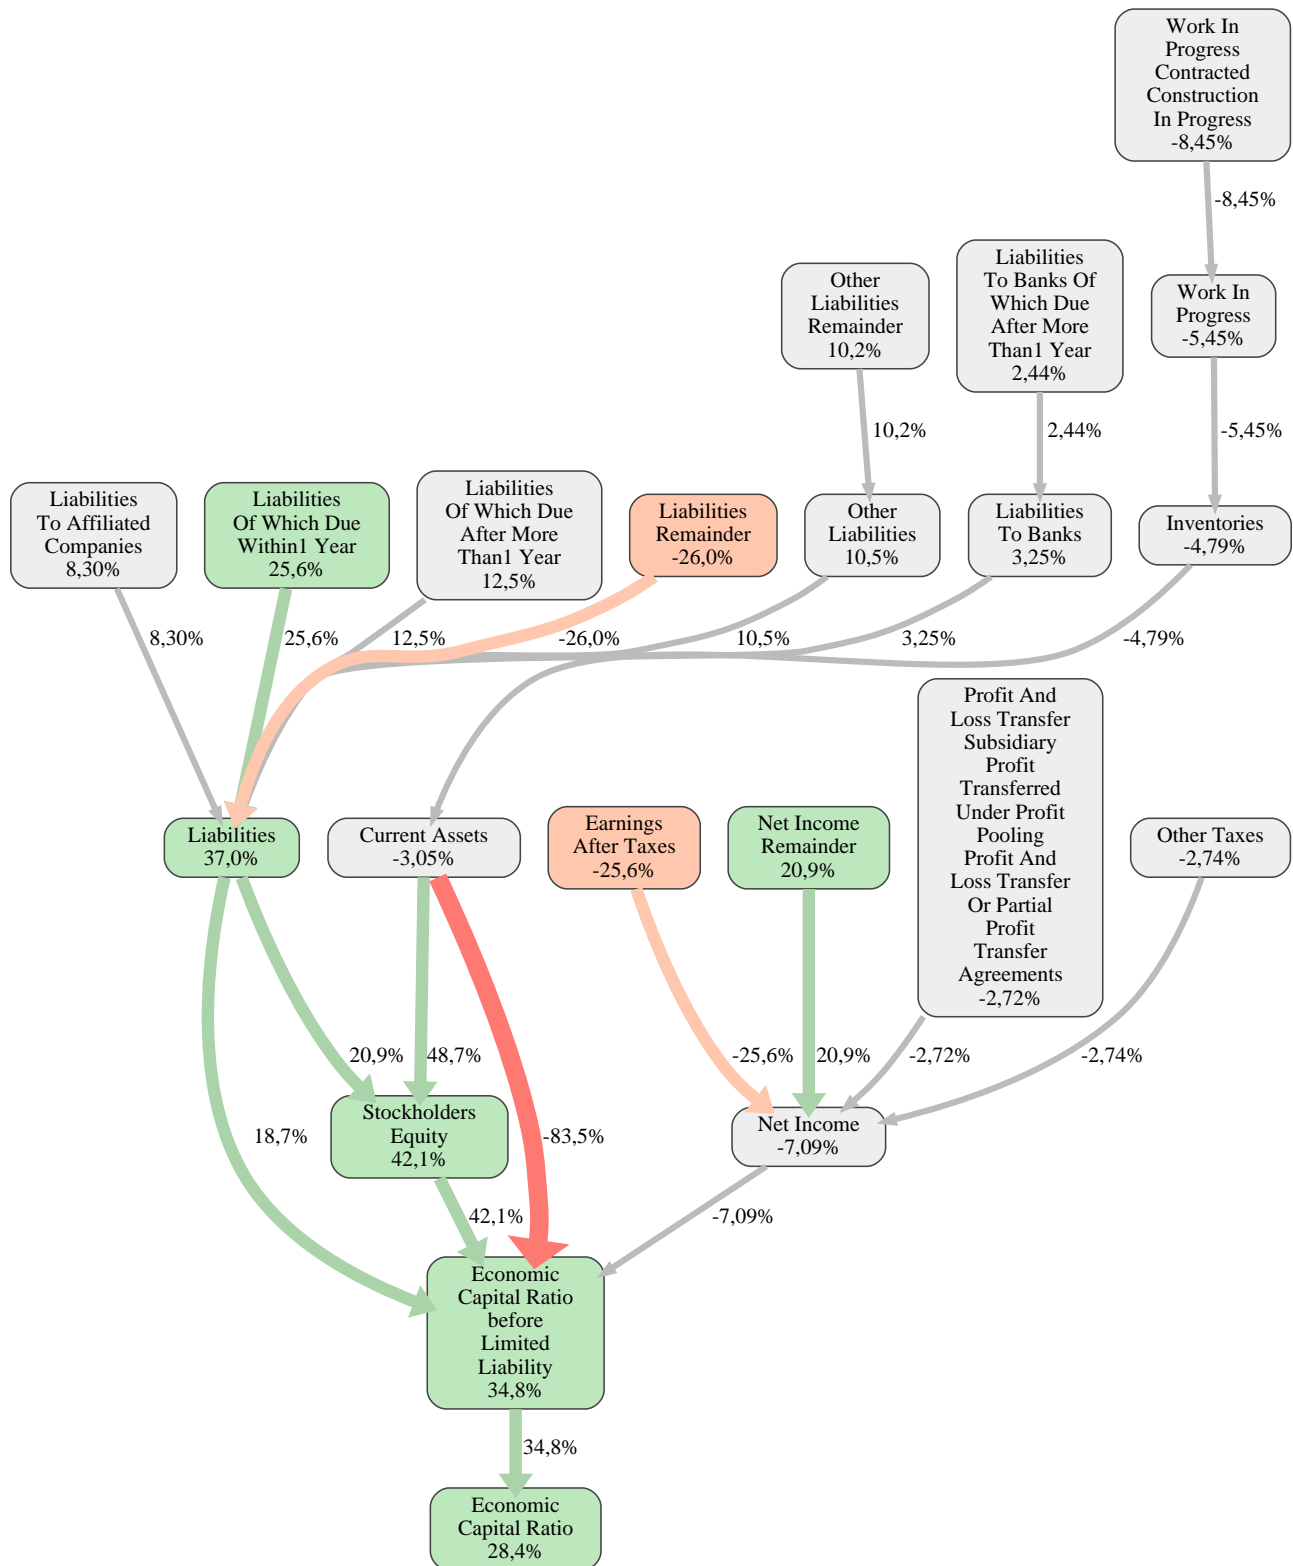 Work In
Progress
Contracted
Construction
In Progress
-8,45%
-8,45%
Other
Liabilities
Remainder
10,2%
Liabilities
To Banks Of
Which Due
After More
Than1 Year
2,44%
Work In
Progress
-5,45%
10,2%
2,44%
-5,45%
Liabilities
To Affiliated
Companies
8,30%
Liabilities
Of Which Due
Within1 Year
25,6%
Liabilities
Of Which Due
After More
Than1 Year
12,5%
Liabilities
Remainder
-26,0%
Other
Liabilities
10,5%
Liabilities
To Banks
3,25%
Inventories
-4,79%
8,30%
25,6%
12,5%
-26,0%
10,5%
3,25%
-4,79%
Liabilities
37,0%
Current Assets
-3,05%
Earnings
After Taxes
-25,6%
Net Income
Remainder
20,9%
Profit And
Loss Transfer
Subsidiary
Profit
Transferred
Under Profit
Pooling
Profit And
Loss Transfer
Or Partial
Profit
Transfer
Agreements
-2,72%
Other Taxes
-2,74%
20,9%
48,7%
-25,6%
20,9%
-2,72%
-2,74%
Stockholders
Equity
42,1%
Net Income
-7,09%
18,7%
-83,5%
42,1%
-7,09%
Economic
Capital Ratio
before
Limited
Liability
34,8%
34,8%
Economic
Capital Ratio
28,4%